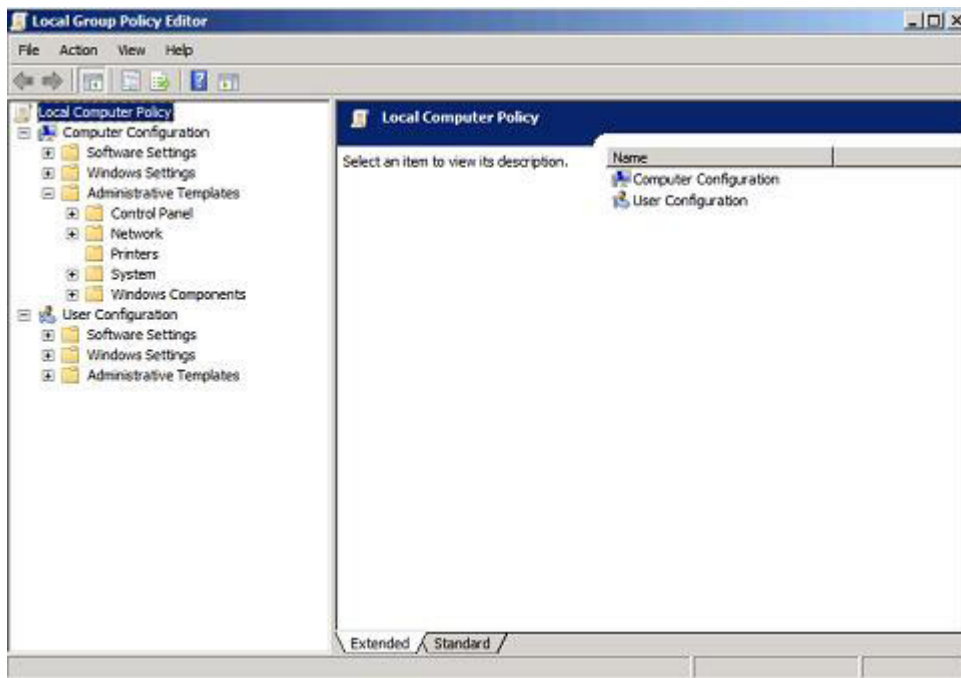 Local Group Policy Editor
File Action View Help
Local Computer Policy
Computer Configuration
Software Settings
Windows Settings
Administrative Templates
Control Panel
Network
Printers
System
Windows Components
User Configuration
Software Settings
Windows Settings
Administrative Templates
Local Computer Policy
Select an item to view its description.
Name
Computer Configuration
User Configuration
Extended Standard